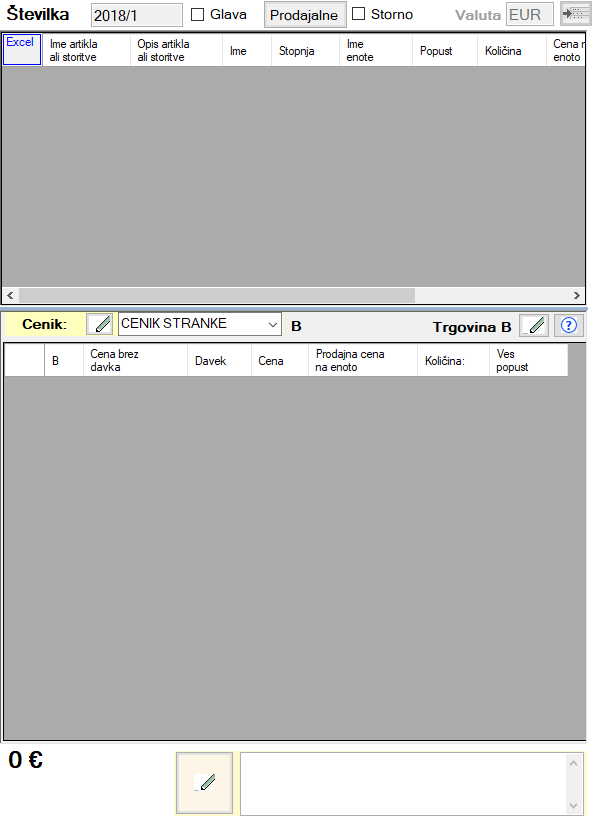 Številka 2018/1 Glava Prodajalne Storno Valuta EUR
Excel
Ime artikla
ali storitve
Opis artikla
ali storitve
Ime
Stopnja
Ime
enote
Popust
Količina
Cena n
enoto
Cenik: CENIK STRANKE B Trgovina B ?
B
Cena brez
davka
Davek
Cena
Prodajna cena
na enoto
Količina:
Ves
popust
0 €